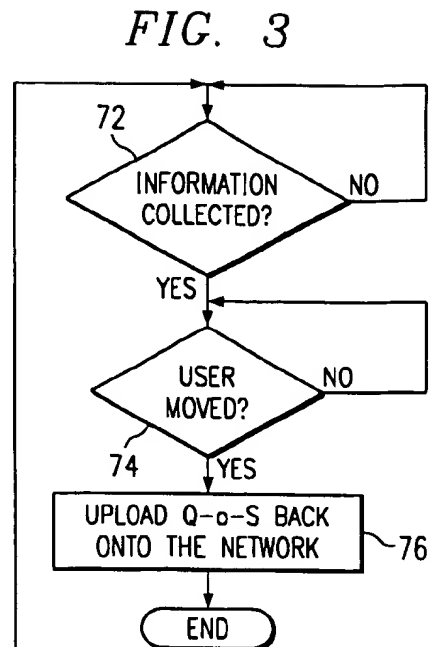 FIG. 3
72
INFORMATION
COLLECTED?
NO
YES
USER
MOVED?
NO
74
YES
UPLOAD Q-o-S BACK
ONTO THE NETWORK
76
END